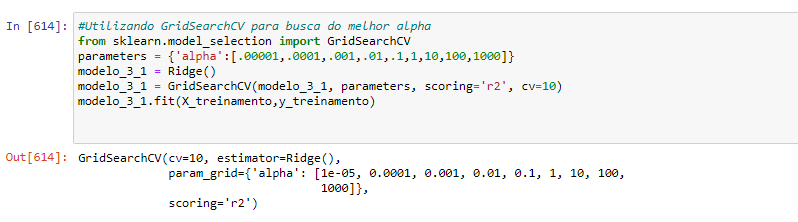 In [614]: #Utilizando GridSearchCV para busca do melhor alpha
from sklearn.model_selection import GridSearchCV
parameters = {'alpha':[.00001,.0001,.001,.01,.1,1,10,100,1000]}
modelo_3_1 = Ridge()
modelo_3_1 = GridSearchCV(modelo_3_1, parameters, scoring='r2', cv=10)
modelo_3_1.fit(X_treinamento,y_treinamento)
Out[614]: GridSearchCV(cv=10, estimator=Ridge(),
param_grid={'alpha': [1e-05, 0.0001, 0.001, 0.01, 0.1, 1, 10, 100,
1000]},
scoring='r2')